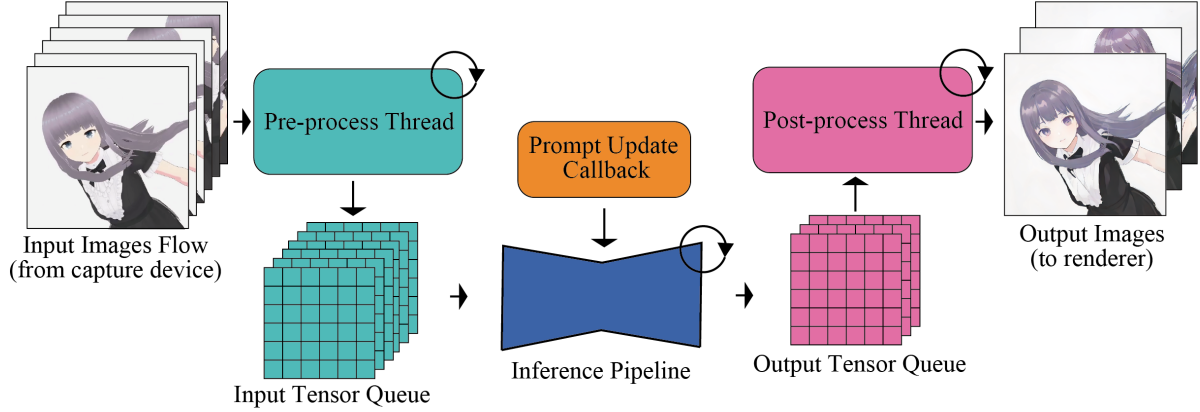 Input Images Flow
(from capture device)
Pre-process Thread
Input Tensor Queue
Prompt Update
Callback
Inference Pipeline
Post-process Thread
Output Tensor Queue
Output Images
(to renderer)